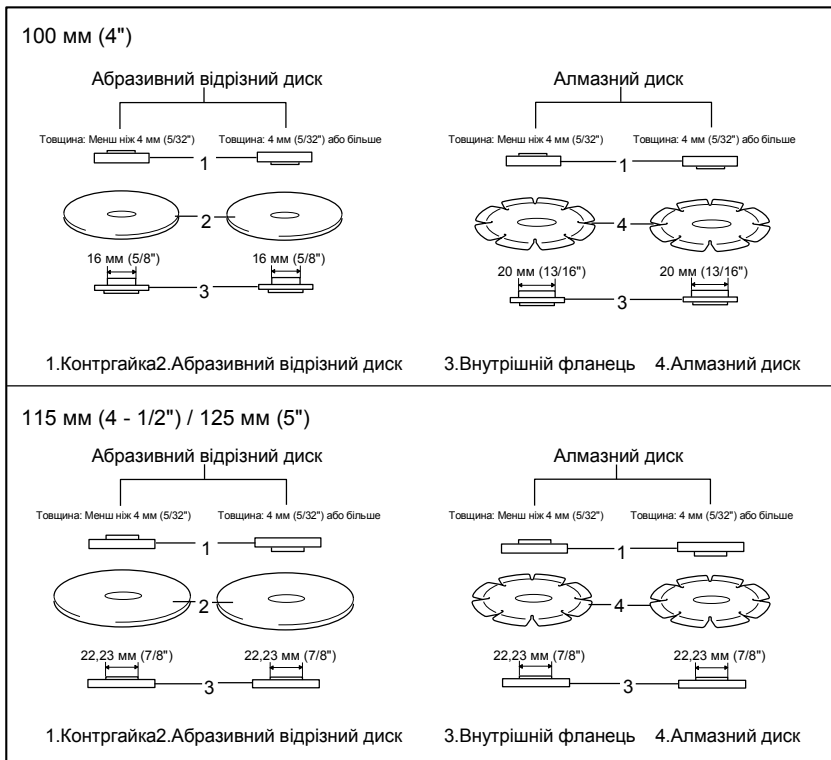 100 мм (4")
Абразивний відрізний диск
Алмазний диск
Товщина: Менш ніж 4 мм (5/32")
Товщина: 4 мм (5/32") або більше
Товщина: Менш ніж 4 мм (5/32")
Товщина: 4 мм (5/32") або більше
1
1
2
4
16 мм (5/8")
16 мм (5/8")
20 мм (13/16")
20 мм (13/16")
3
3
1.Контргайка2.Абразивний відрізний диск
3.Внутрішній фланець 4.Алмазний диск
115 мм (4 - 1/2") / 125 мм (5")
Абразивний відрізний диск
Алмазний диск
Товщина: Менш ніж 4 мм (5/32")
Товщина: 4 мм (5/32") або більше
Товщина: Менш ніж 4 мм (5/32")
Товщина: 4 мм (5/32") або більше
1
1
2
4
22,23 мм (7/8")
22,23 мм (7/8")
22,23 мм (7/8")
22,23 мм (7/8")
3
3
1.Контргайка2.Абразивний відрізний диск
3.Внутрішній фланець 4.Алмазний диск